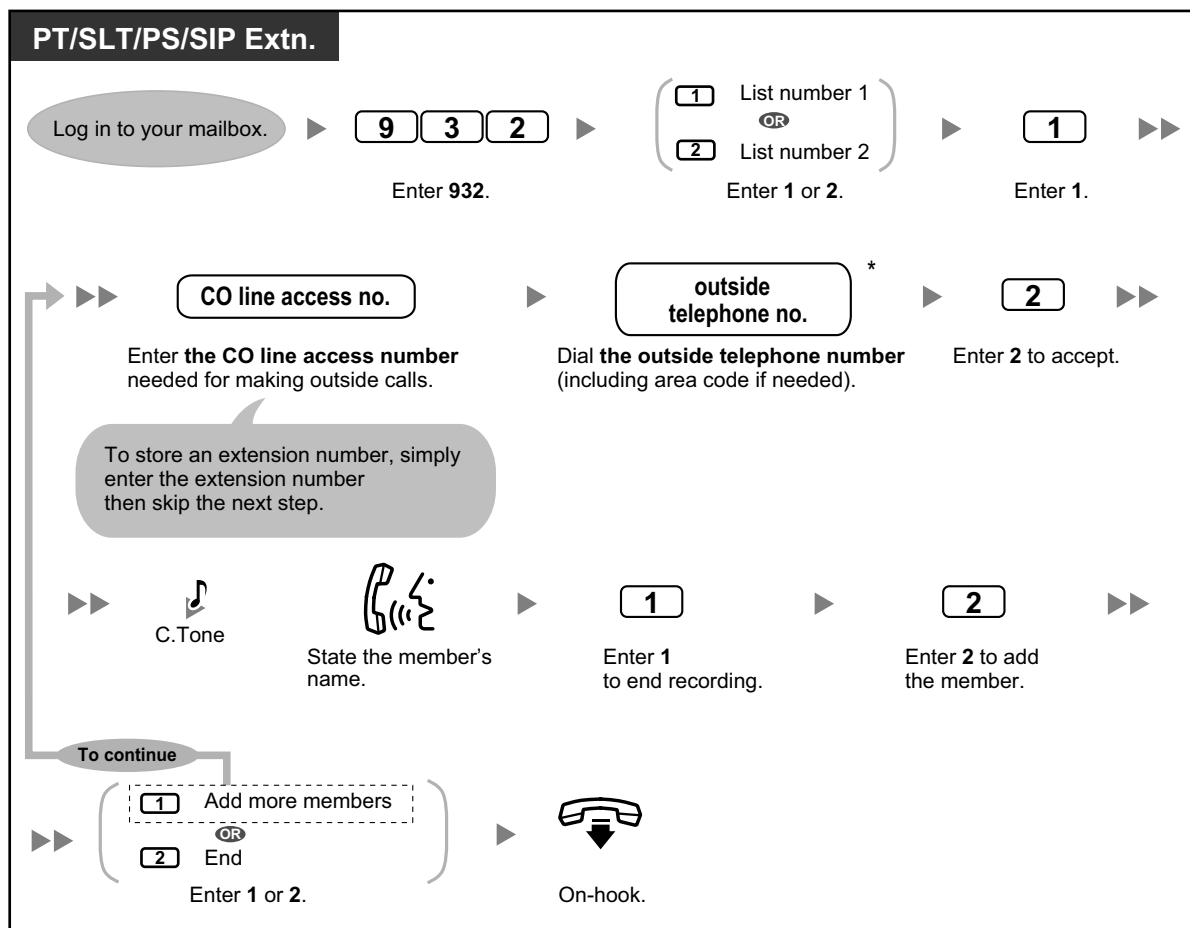 PT/SLT/PS/SIP Extn.
Log in to your mailbox.
9 3 2
Enter 932.
1 List number 1
OR
2 List number 2
Enter 1 or 2.
1
Enter 1.
CO line access no.
Enter the CO line access number
needed for making outside calls.
To store an extension number, simply
enter the extension number
then skip the next step.
outside
telephone no.
*
Dial the outside telephone number
(including area code if needed).
2
Enter 2 to accept.
C.Tone
State the member's
name.
1
Enter 1
to end recording.
2
Enter 2 to add
the member.
To continue
1 Add more members
OR
2 End
Enter 1 or 2.
On-hook.